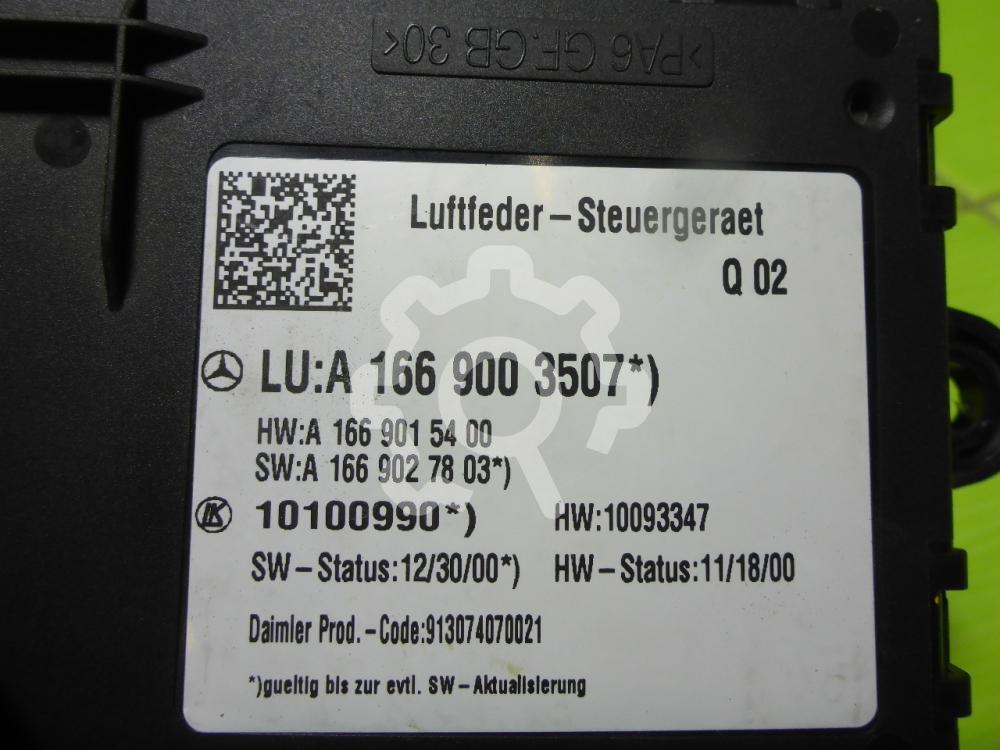 >PA6 GF.GB 30<
Luftfeder-Steuergeraet
Q 02
LU:A 166 900 3507*)
HW:A 166 901 54 00
SW:A 166 902 78 03*)
10100990*) HW:10093347
SW-Status:12/30/00*) HW-Status:11/18/00
Daimler Prod.-Code:913074070021
*)gueltig bis zur evtl. SW-Aktualisierung